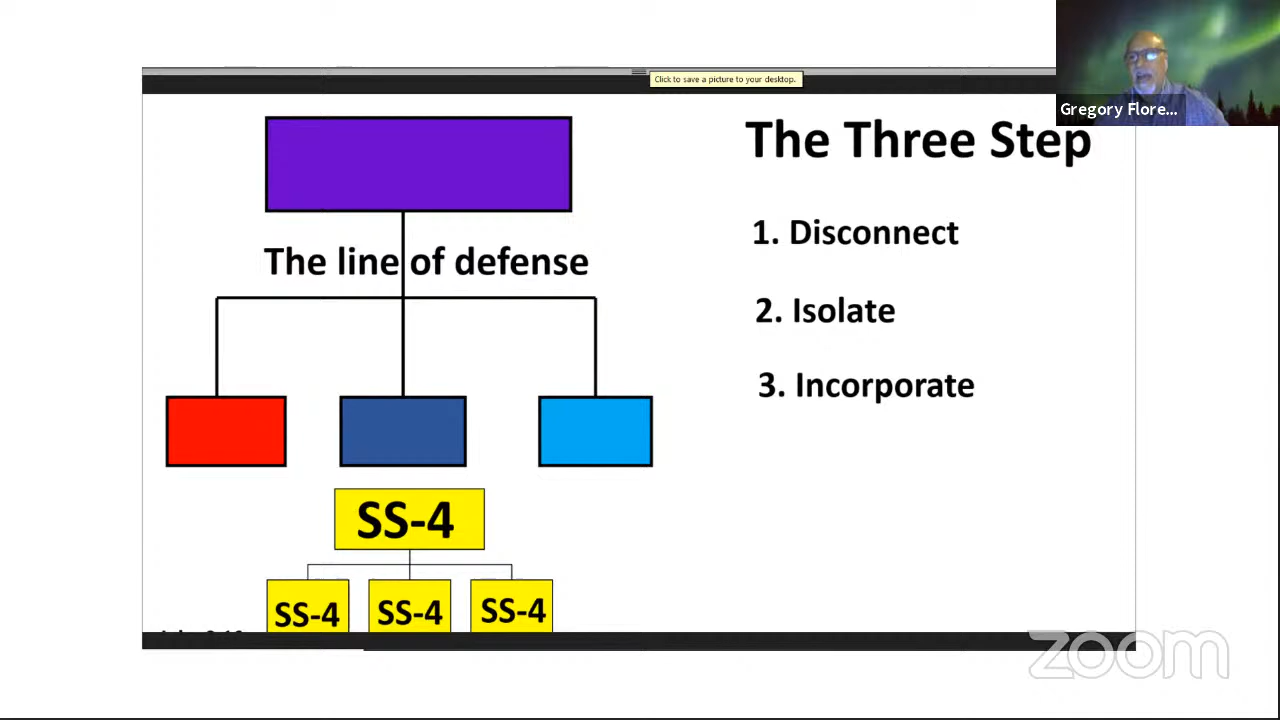 Click to save a picture to your desktop.
Gregory Flore...
The Three Step
The line of defense
1. Disconnect
2. Isolate
3. Incorporate
SS-4
SS-4 SS-4 SS-4
zoom